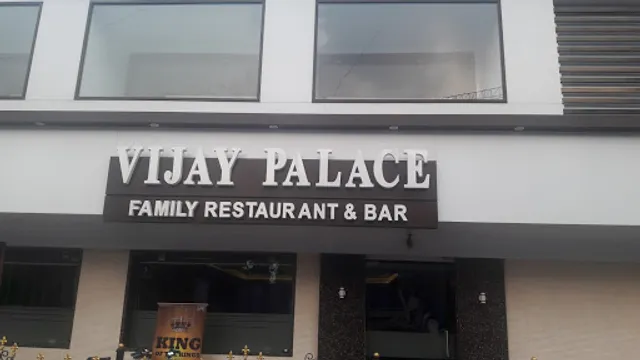 VIJAY PALACE
FAMILY RESTAURANT & BAR
KING